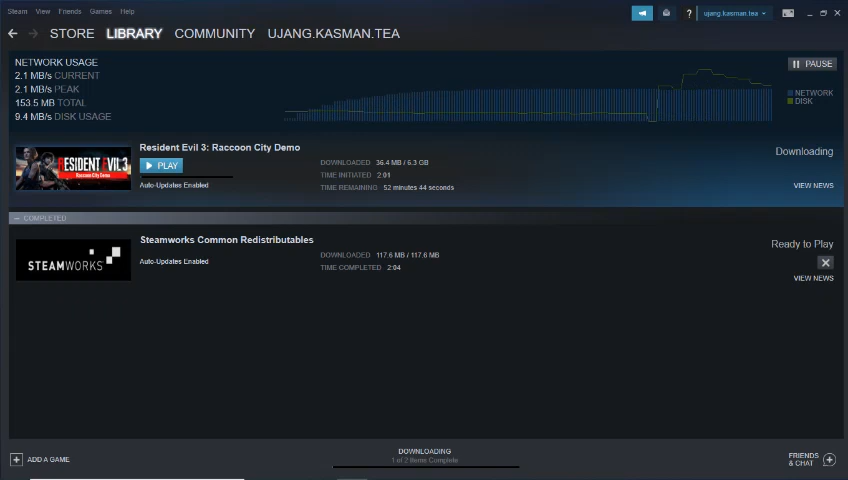 Steam View Friends Games Help
? ujang.kasman.tea
STORE LIBRARY COMMUNITY UJANG.KASMAN.TEA
NETWORK USAGE
2.1 MB/s CURRENT
2.1 MB/s PEAK
153.5 MB TOTAL
9.4 MB/s DISK USAGE
PAUSE
NETWORK
DISK
RESIDENT EVIL 3
Raccoon City Demo
Resident Evil 3: Raccoon City Demo
PLAY
Auto-Updates Enabled
DOWNLOADED 36.4 MB / 6.3 GB
TIME INITIATED 2:01
TIME REMAINING 52 minutes 44 seconds
Downloading
VIEW NEWS
COMPLETED
STEAMWORKS
Steamworks Common Redistributables
Auto-Updates Enabled
DOWNLOADED 117.6 MB / 117.6 MB
TIME COMPLETED 2:04
Ready to Play
VIEW NEWS
ADD A GAME
DOWNLOADING
1 of 2 Items Complete
FRIENDS
& CHAT